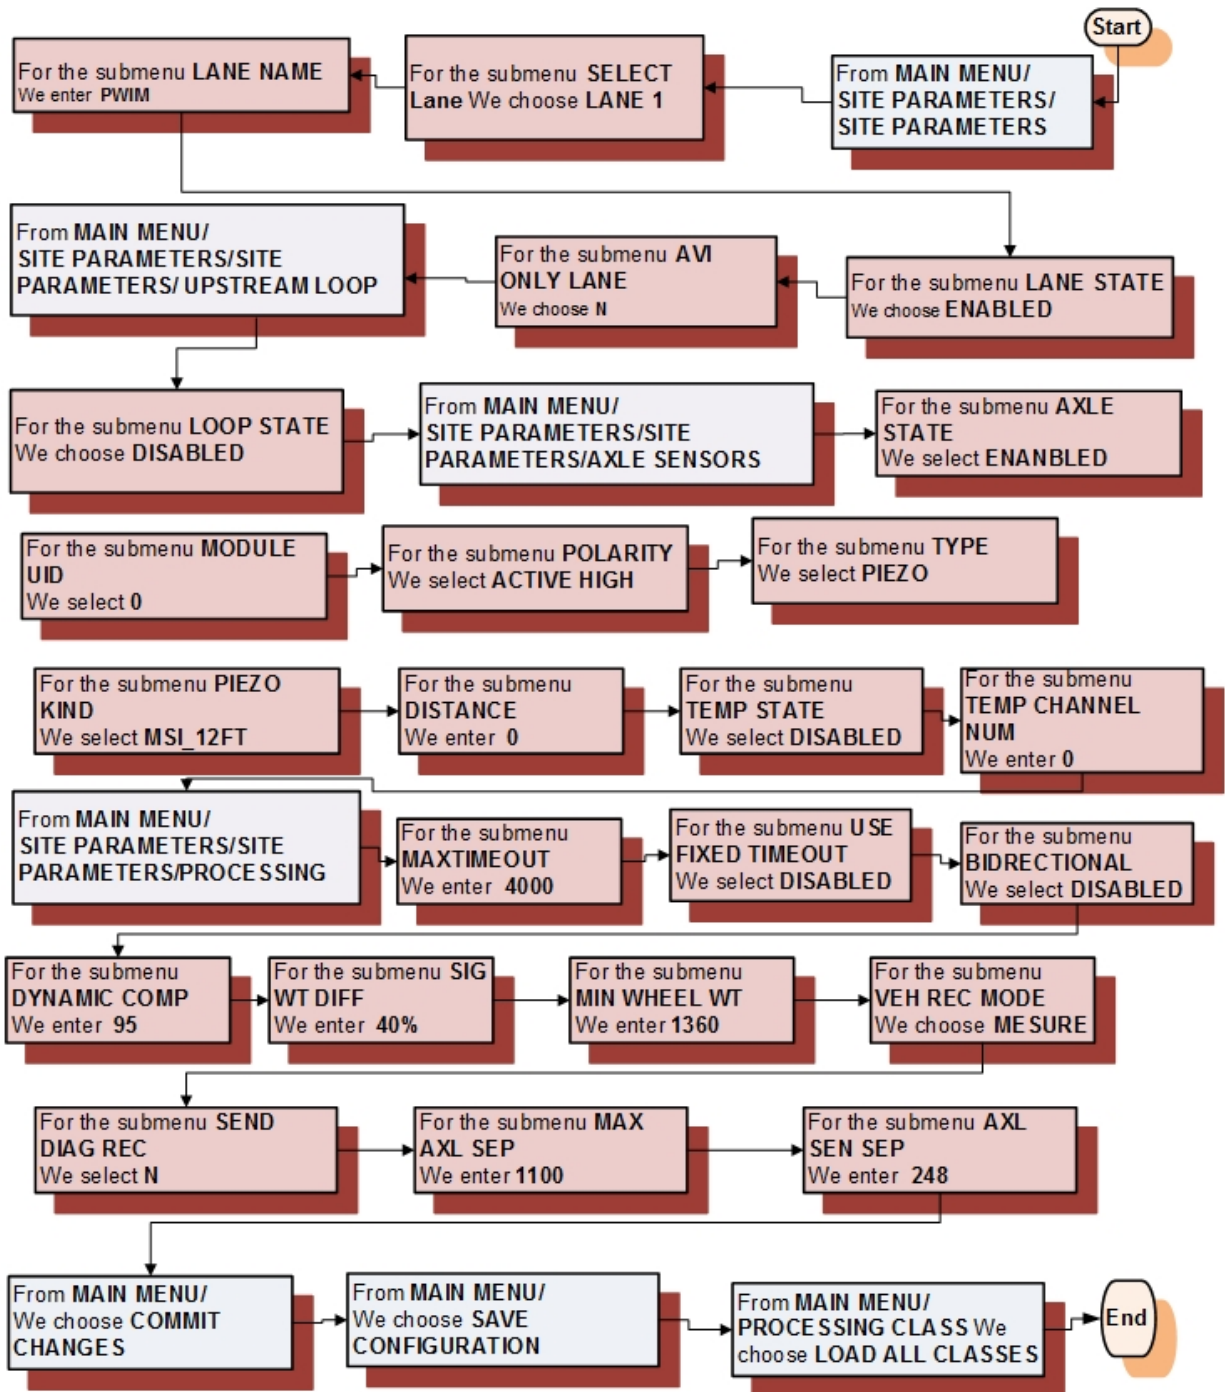 Start
From MAIN MENU/
SITE PARAMETERS/
SITE PARAMETERS
For the submenu SELECT
Lane We choose LANE 1
For the submenu LANE NAME
We enter PWIM
For the submenu LANE STATE
We choose ENABLED
For the submenu AVI
ONLY LANE
We choose N
From MAIN MENU/
SITE PARAMETERS/SITE
PARAMETERS/ UPSTREAM LOOP
For the submenu LOOP STATE
We choose DISABLED
From MAIN MENU/
SITE PARAMETERS/SITE
PARAMETERS/AXLE SENSORS
For the submenu AXLE
STATE
We select ENANBLED
For the submenu MODULE
UID
We select 0
For the submenu POLARITY
We select ACTIVE HIGH
For the submenu TYPE
We select PIEZO
For the submenu PIEZO
KIND
We select MSI_12FT
For the submenu
DISTANCE
We enter 0
For the submenu
TEMP STATE
We select DISABLED
For the submenu
TEMP CHANNEL
NUM
We enter 0
From MAIN MENU/
SITE PARAMETERS/SITE
PARAMETERS/PROCESSING
For the submenu
MAXTIMEOUT
We enter 4000
For the submenu USE
FIXED TIMEOUT
We select DISABLED
For the submenu
BIDRECTIONAL
We select DISABLED
For the submenu
DYNAMIC COMP
We enter 95
For the submenu SIG
WT DIFF
We enter 40%
For the submenu
MIN WHEEL WT
We enter 1360
For the submenu
VEH REC MODE
We choose MESURE
For the submenu SEND
DIAG REC
We select N
For the submenu MAX
AXL SEP
We enter 1100
For the submenu AXL
SEN SEP
We enter 248
From MAIN MENU/
We choose COMMIT
CHANGES
From MAIN MENU/
We choose SAVE
CONFIGURATION
From MAIN MENU/
PROCESSING CLASS We
choose LOAD ALL CLASSES
End